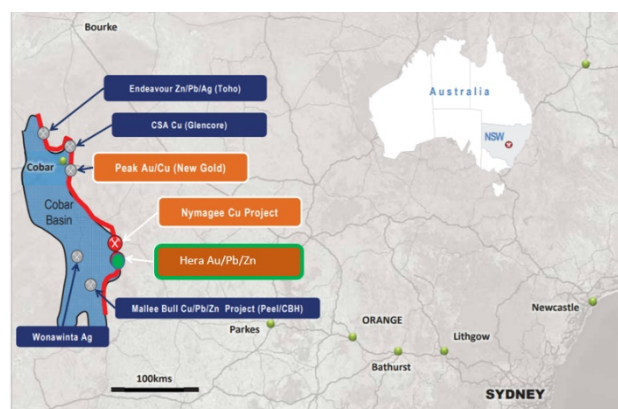 Bourke
Endeavour Zn/Pb/Ag (Toho)
CSA Cu (Glencore)
Cobar
Peak Au/Cu (New Gold)
Cobar
Basin
Nymagee Cu Project
Hera Au/Pb/Zn
Mallee Bull Cu/Pb/Zn Project (Peel/CBH)
Wonawinta Ag
Australia
NSW
Parkes
ORANGE
Bathurst
Lithgow
Newcastle
SYDNEY
100kms